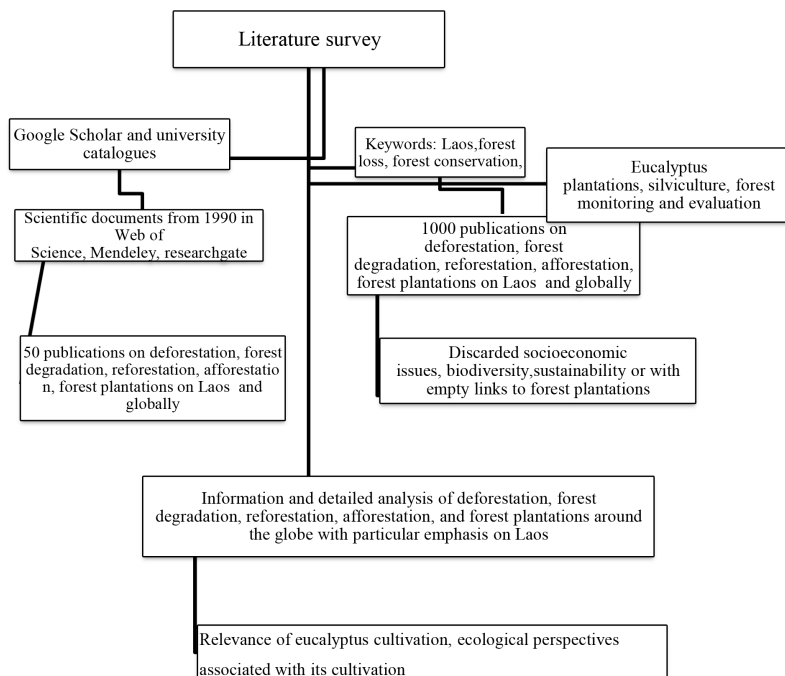 Literature survey
Google Scholar and university
catalogues
Keywords: Laos,forest
loss, forest conservation,
Eucalyptus
plantations, silviculture, forest
monitoring and evaluation
Scientific documents from 1990 in
Web of
Science, Mendeley, researchgate
1000 publications on
deforestation, forest
degradation, reforestation, afforestation,
forest plantations on Laos and globally
50 publications on deforestation, forest
degradation, reforestation, afforestatio
n, forest plantations on Laos and
globally
Discarded socioeconomic
issues, biodiversity,sustainability or with
empty links to forest plantations
Information and detailed analysis of deforestation, forest
degradation, reforestation, afforestation, and forest plantations around
the globe with particular emphasis on Laos
Relevance of eucalyptus cultivation, ecological perspectives
associated with its cultivation